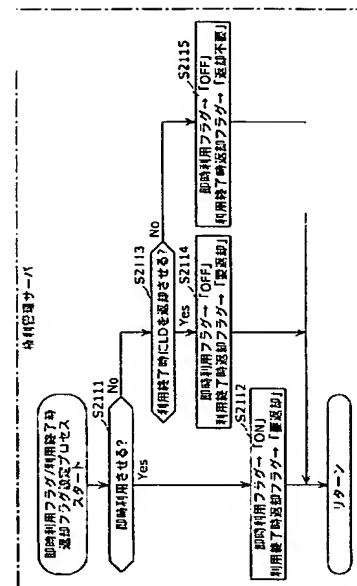 権利管理サーバ
即時利用フラグ/利用終了時
返却フラグ設定プロセス
スタート
S2111
即時利用させる?
No
Yes
S2113
利用終了時にLDを返却させる?
No
Yes
S2112
即時利用フラグ→「ON」
利用終了時返却フラグ→「要返却」
S2114
即時利用フラグ→「OFF」
利用終了時返却フラグ→「要返却」
S2115
即時利用フラグ→「OFF」
利用終了時返却フラグ→「返却不要」
リターン